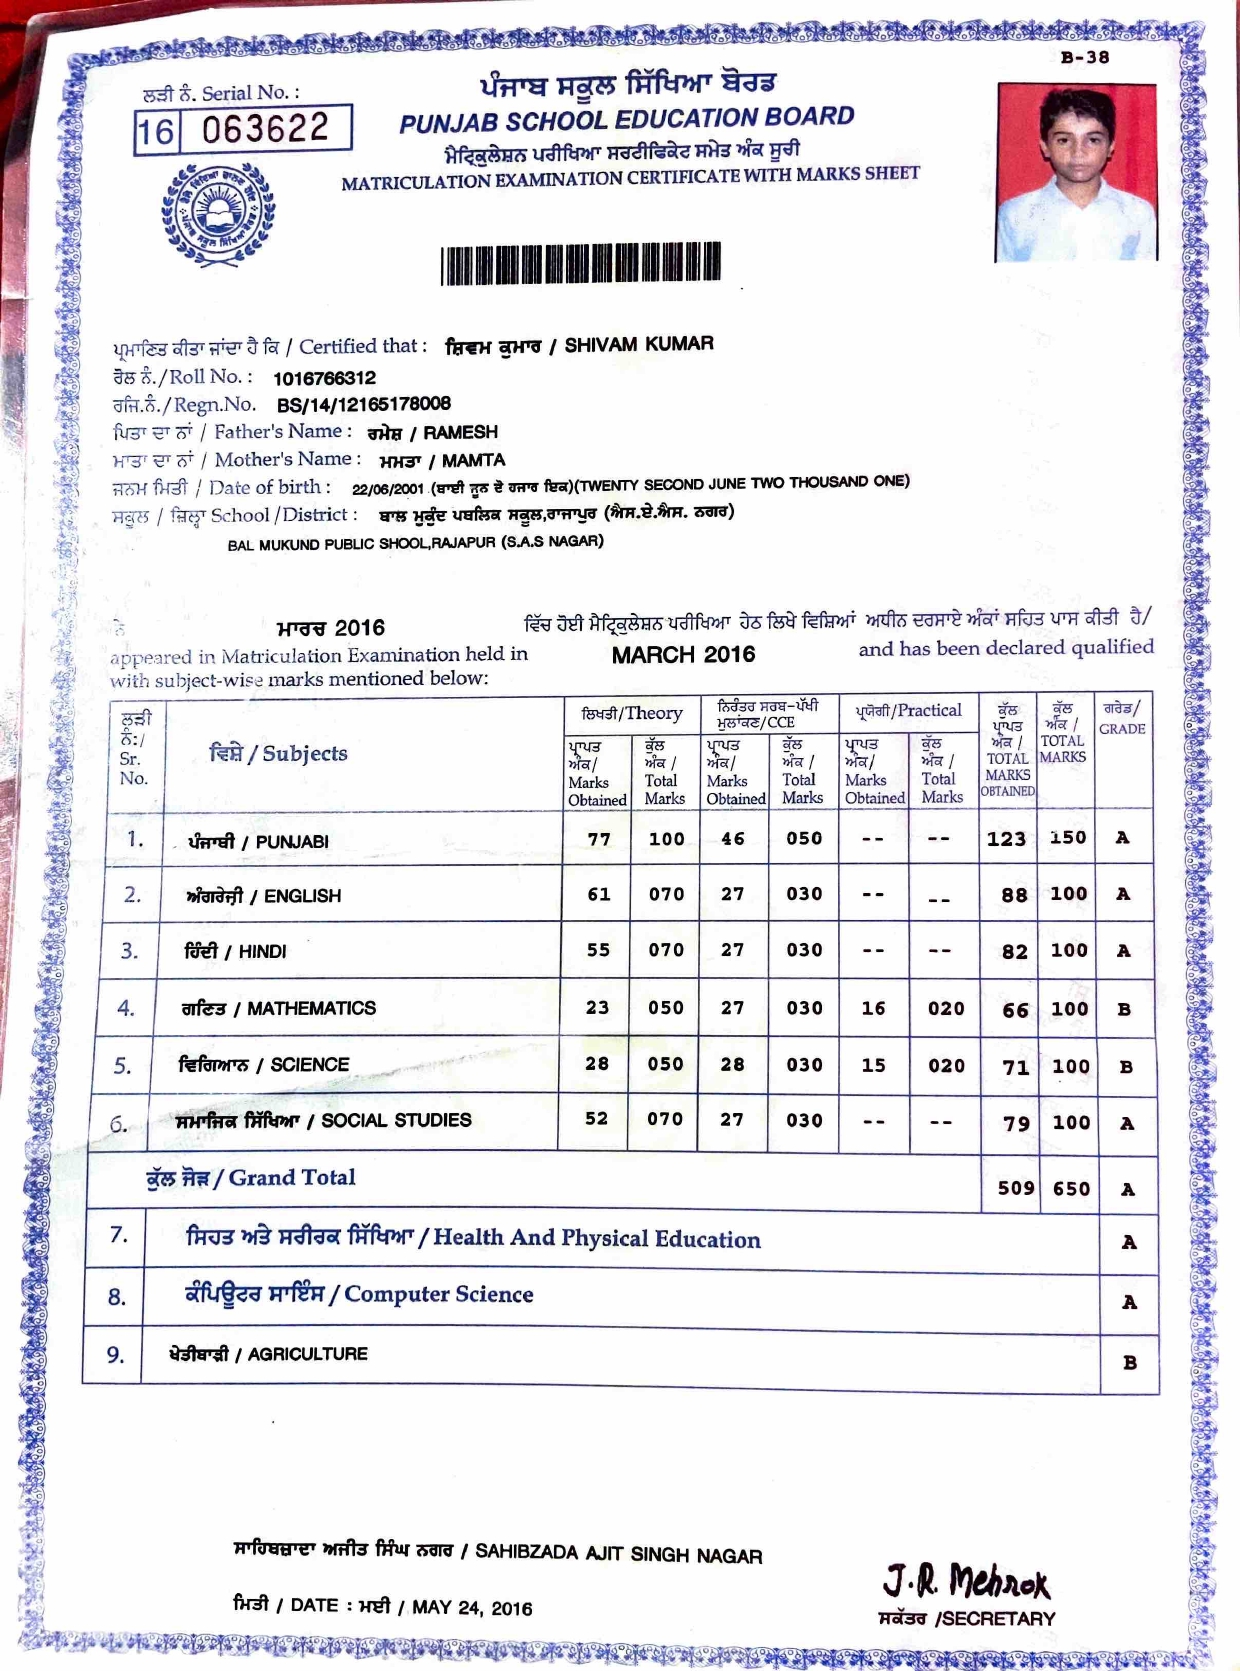 B-38
ਲੜੀ ਨੰ. Serial No. :
16 063622
ਪੰਜਾਬ ਸਕੂਲ ਸਿੱਖਿਆ ਬੋਰਡ
PUNJAB SCHOOL EDUCATION BOARD
ਮੈਟ੍ਰਿਕੁਲੇਸ਼ਨ ਪਰੀਖਿਆ ਸਰਟੀਫਿਕੇਟ ਸਮੇਤ ਅੰਕ ਸੂਚੀ
MATRICULATION EXAMINATION CERTIFICATE WITH MARKS SHEET
ਪ੍ਰਮਾਣਿਤ ਕੀਤਾ ਜਾਂਦਾ ਹੈ ਕਿ / Certified that : ਸ਼ਿਵਮ ਕੁਮਾਰ / SHIVAM KUMAR
ਰੋਲ ਨੰ./Roll No. : 1016766312
ਰਜਿ.ਨੰ./Regn.No. BS/14/12165178008
ਪਿਤਾ ਦਾ ਨਾਂ / Father's Name : ਰਮੇਸ਼ / RAMESH
ਮਾਤਾ ਦਾ ਨਾਂ / Mother's Name : ਮਮਤਾ / MAMTA
ਜਨਮ ਮਿਤੀ / Date of birth : 22/06/2001 (ਬਾਈ ਜੂਨ ਦੋ ਹਜਾਰ ਇਕ)(TWENTY SECOND JUNE TWO THOUSAND ONE)
ਸਕੂਲ / ਜ਼ਿਲ੍ਹਾ School /District : ਬਾਲ ਮੁਕੁੰਦ ਪਬਲਿਕ ਸਕੂਲ,ਰਾਜਾਪੁਰ (ਐਸ.ਏ.ਐਸ. ਨਗਰ)
BAL MUKUND PUBLIC SHOOL,RAJAPUR (S.A.S NAGAR)
ਨੇ ਮਾਰਚ 2016 ਵਿੱਚ ਹੋਈ ਮੈਟ੍ਰਿਕੁਲੇਸ਼ਨ ਪਰੀਖਿਆ ਹੇਠ ਲਿਖੇ ਵਿਸ਼ਿਆਂ ਅਧੀਨ ਦਰਸਾਏ ਅੰਕਾਂ ਸਹਿਤ ਪਾਸ ਕੀਤੀ ਹੈ/
appeared in Matriculation Examination held in MARCH 2016 and has been declared qualified
with subject-wise marks mentioned below:
ਲੜੀ ਨੰ:/ Sr. No. ਵਿਸ਼ੇ / Subjects ਲਿਖਤੀ/Theory ਨਿਰੰਤਰ ਸਰਬ-ਪੱਖੀ ਮੁਲਾਂਕਣ/CCE ਪ੍ਰਯੋਗੀ/Practical ਕੁੱਲ ਪ੍ਰਾਪਤ ਅੰਕ / TOTAL MARKS OBTAINED ਕੁੱਲ ਅੰਕ / TOTAL MARKS ਗਰੇਡ/ GRADE
ਪ੍ਰਾਪਤ ਅੰਕ/ Marks Obtained ਕੁੱਲ ਅੰਕ / Total Marks ਪ੍ਰਾਪਤ ਅੰਕ/ Marks Obtained ਕੁੱਲ ਅੰਕ / Total Marks ਪ੍ਰਾਪਤ ਅੰਕ/ Marks Obtained ਕੁੱਲ ਅੰਕ / Total Marks
1. ਪੰਜਾਬੀ / PUNJABI 77 100 46 050 -- -- 123 150 A
2. ਅੰਗਰੇਜ਼ੀ / ENGLISH 61 070 27 030 -- -- 88 100 A
3. ਹਿੰਦੀ / HINDI 55 070 27 030 -- -- 82 100 A
4. ਗਣਿਤ / MATHEMATICS 23 050 27 030 16 020 66 100 B
5. ਵਿਗਿਆਨ / SCIENCE 28 050 28 030 15 020 71 100 B
6. ਸਮਾਜਿਕ ਸਿੱਖਿਆ / SOCIAL STUDIES 52 070 27 030 -- -- 79 100 A
ਕੁੱਲ ਜੋੜ / Grand Total 509 650 A
7. ਸਿਹਤ ਅਤੇ ਸਰੀਰਕ ਸਿੱਖਿਆ / Health And Physical Education A
8. ਕੰਪਿਊਟਰ ਸਾਇੰਸ / Computer Science A
9. ਖੇਤੀਬਾੜੀ / AGRICULTURE B
ਸਾਹਿਬਜ਼ਾਦਾ ਅਜੀਤ ਸਿੰਘ ਨਗਰ / SAHIBZADA AJIT SINGH NAGAR
ਮਿਤੀ / DATE : ਮਈ / MAY 24, 2016
J.R. Mehrok
ਸਕੱਤਰ /SECRETARY